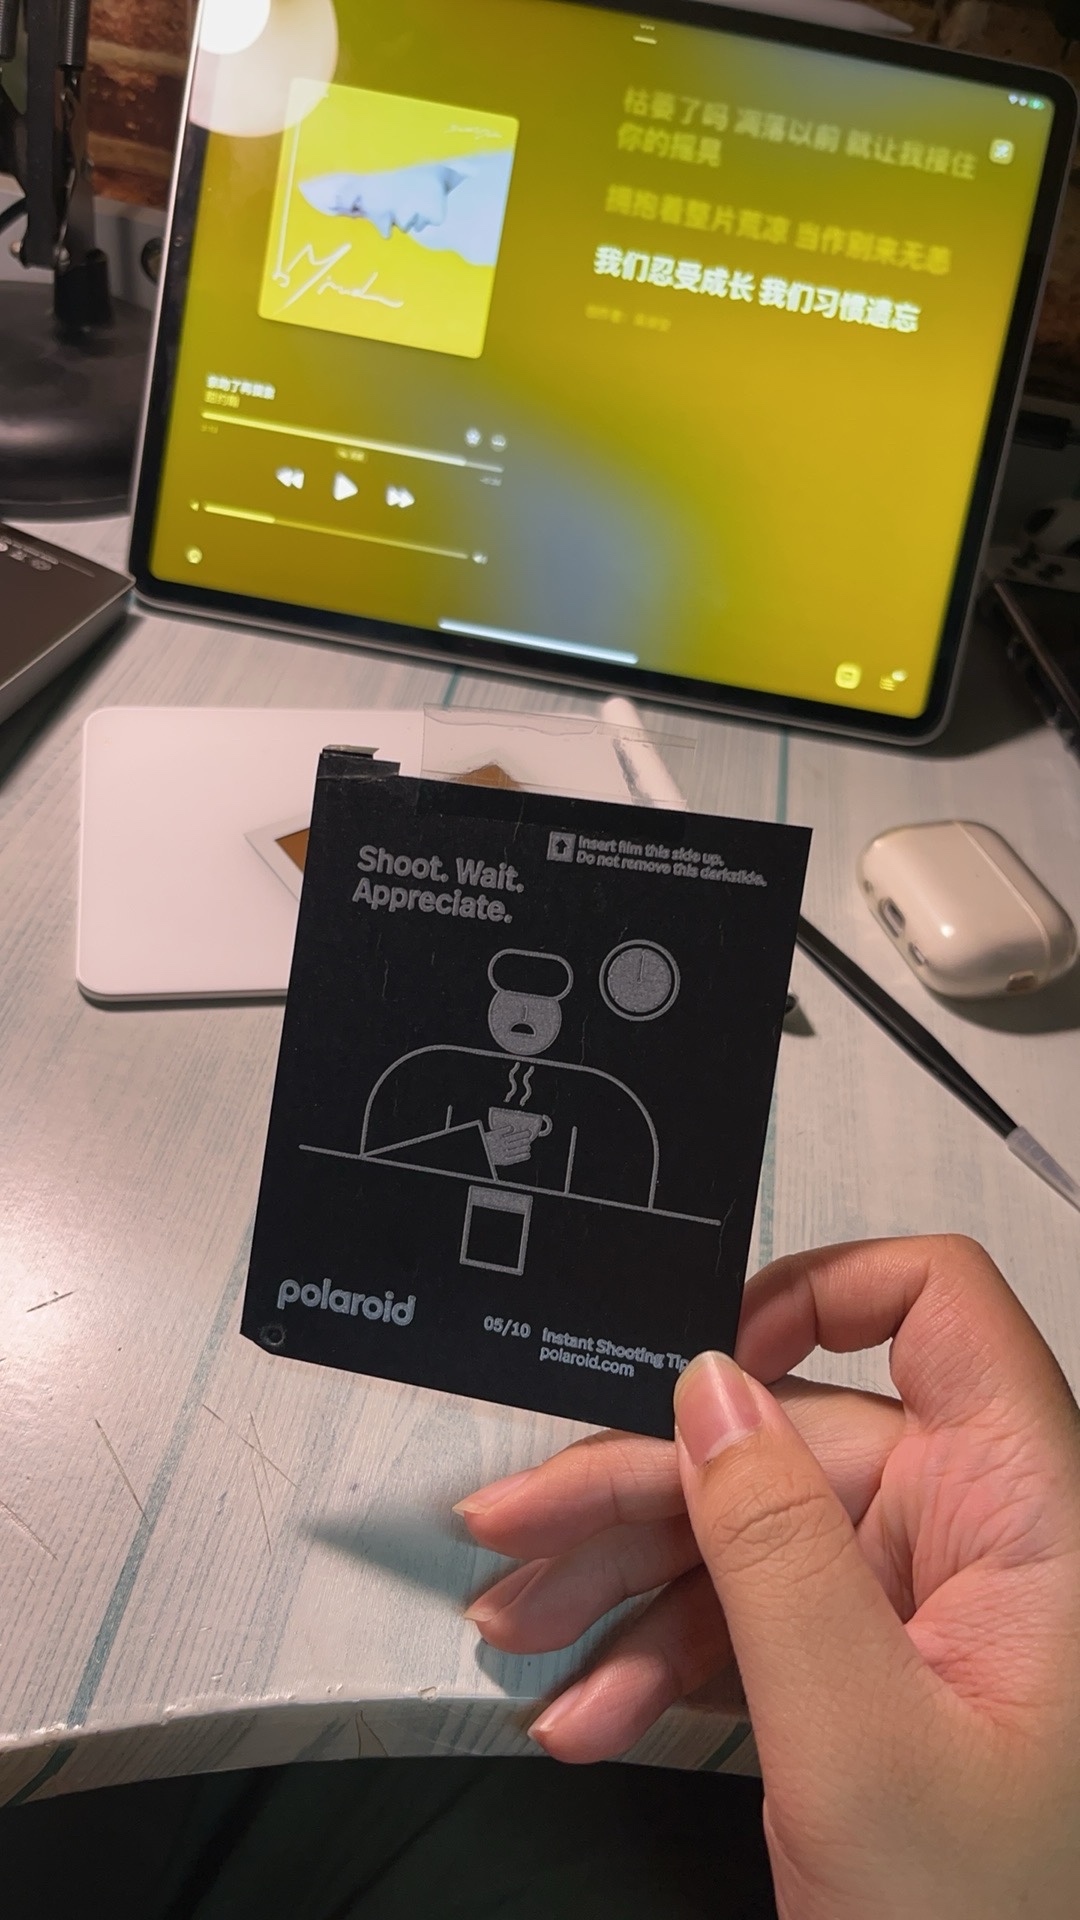 枯萎了吗 凋落以前 就让我接住
你的摇晃
拥抱着整片荒凉 当作别来无恙
我们忍受成长 我们习惯遗忘
Insert film this side up.
Do not remove this darkslide.
Shoot. Wait.
Appreciate.
polaroid
05/10
Instant Shooting Tip
polaroid.com